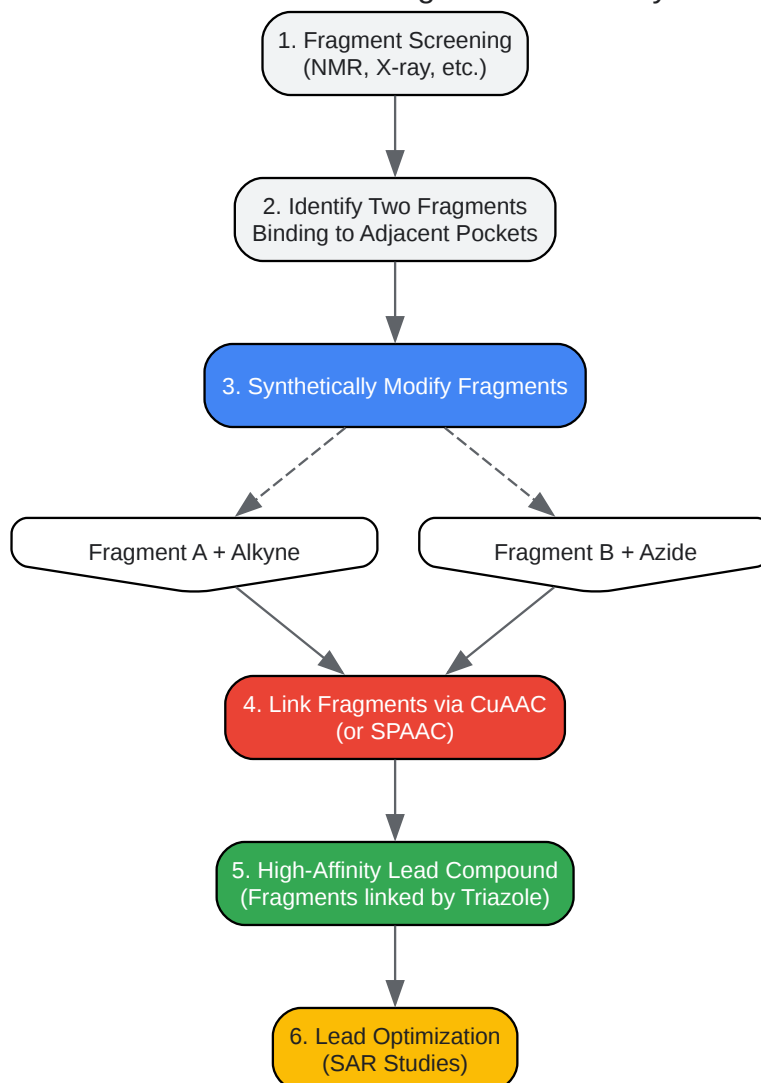 1. Fragment Screening
(NMR, X-ray, etc.)
2. Identify Two Fragments
Binding to Adjacent Pockets
3. Synthetically Modify Fragments
Fragment A + Alkyne
Fragment B + Azide
4. Link Fragments via CuAAC
(or SPAAC)
5. High-Affinity Lead Compound
(Fragments linked by Triazole)
6. Lead Optimization
(SAR Studies)